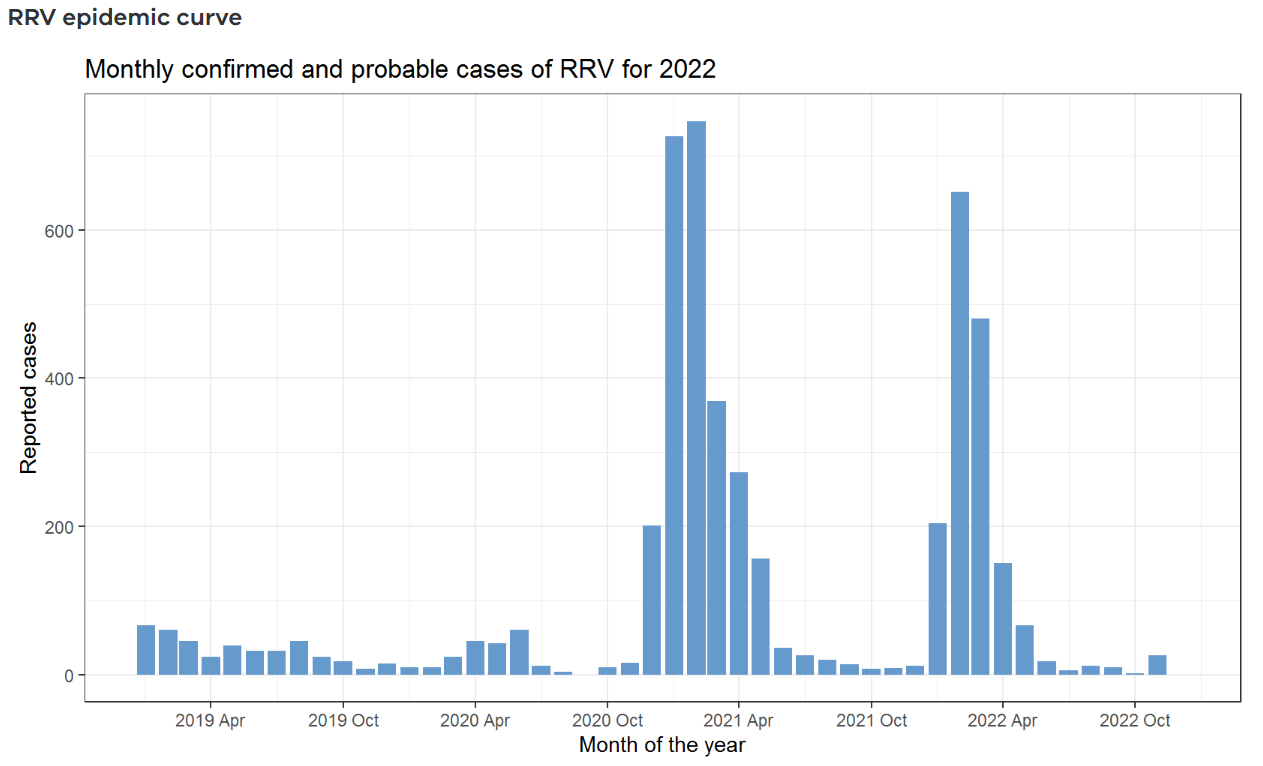 RRV epidemic curve
Monthly confirmed and probable cases of RRV for 2022
Reported cases
600
400
200
0
2019 Apr 2019 Oct 2020 Apr 2020 Oct 2021 Apr 2021 Oct 2022 Apr 2022 Oct
Month of the year